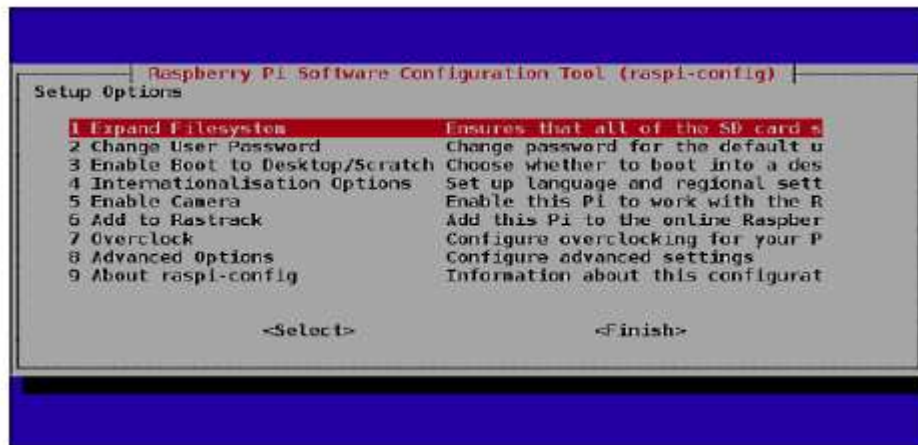 Raspberry Pi Software Configuration Tool (raspi-config)
Setup Options
1 Expand Filesystem Ensures that all of the SD card s
2 Change User Password Change password for the default u
3 Enable Boot to Desktop/Scratch Choose whether to boot into a des
4 Internationalisation Options Set up language and regional sett
5 Enable Camera Enable this Pi to work with the R
6 Add to Rastrack Add this Pi to the online Raspber
7 Overclock Configure overclocking for your P
8 Advanced Options Configure advanced settings
9 About raspi-config Information about this configurat
<Select> <Finish>